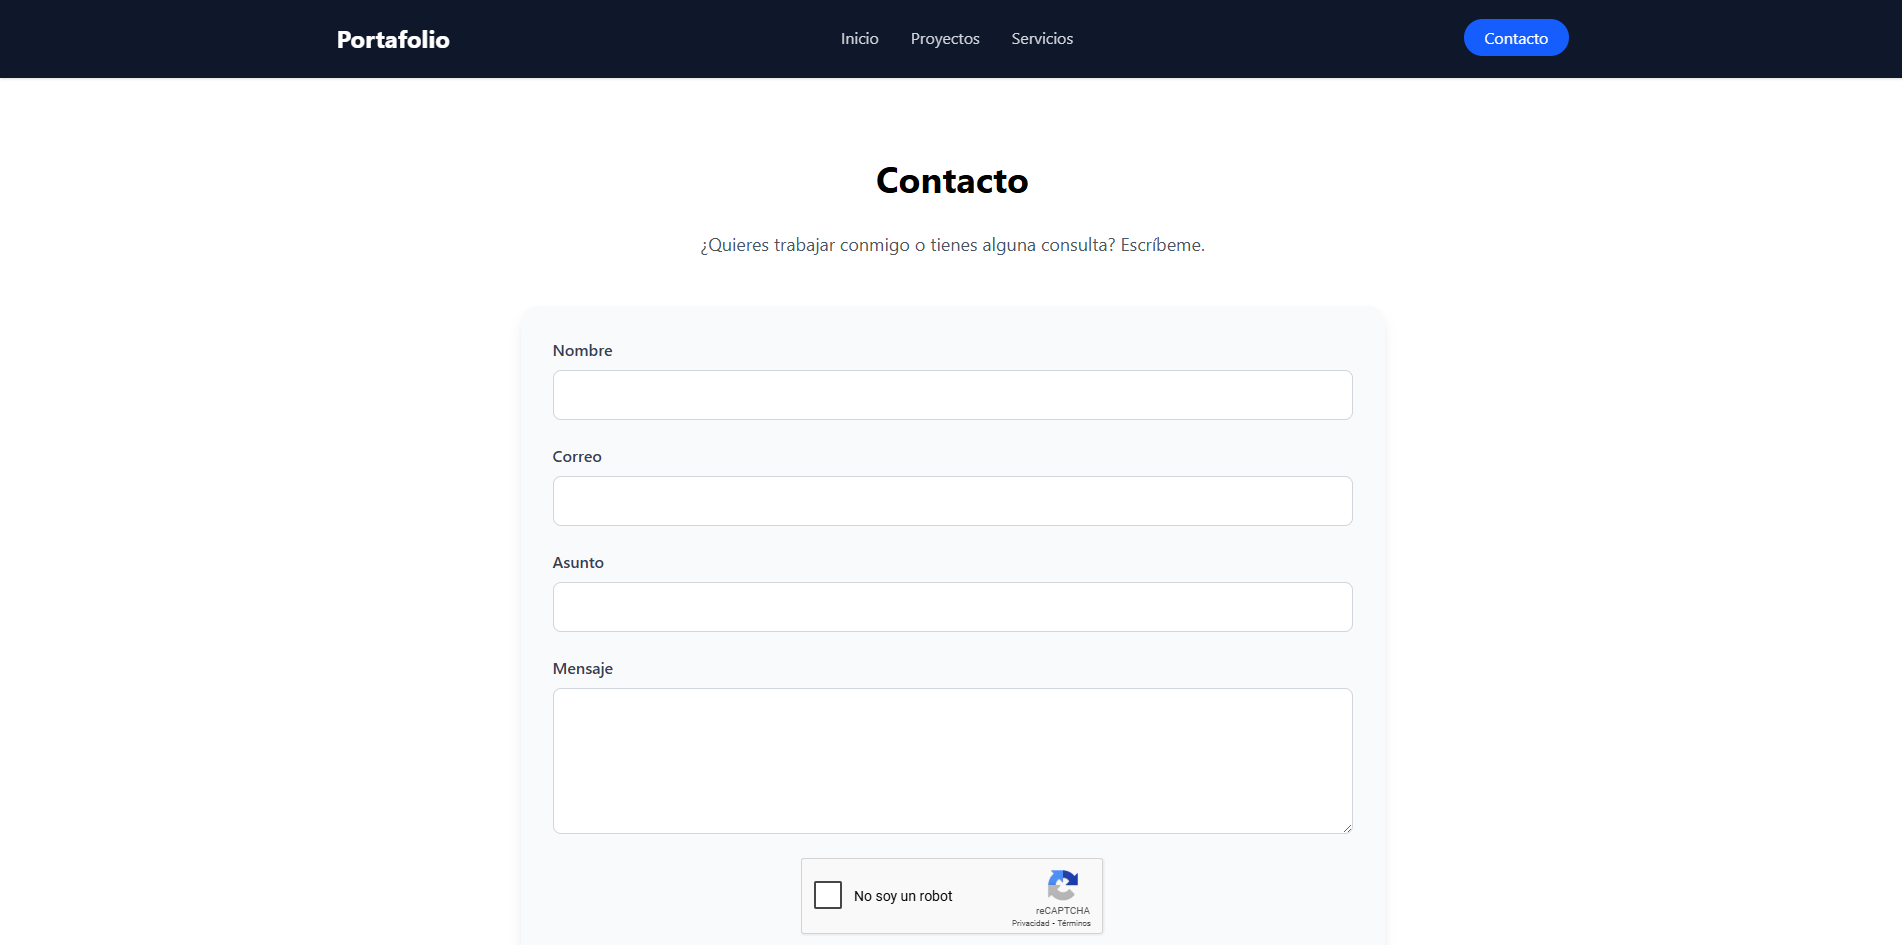 Portafolio
Inicio Proyectos Servicios
Contacto
Contacto
¿Quieres trabajar conmigo o tienes alguna consulta? Escríbeme.
Nombre
Correo
Asunto
Mensaje
No soy un robot
reCAPTCHA
Privacidad - Términos